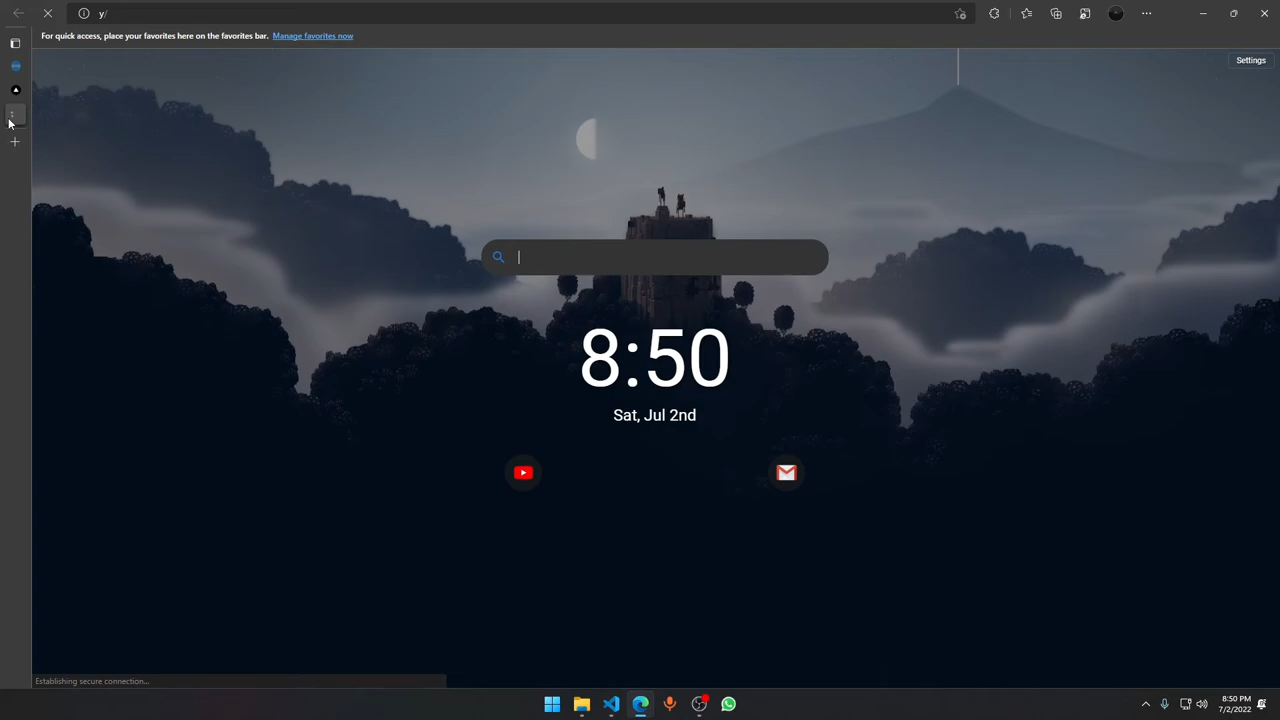 y/
For quick access, place your favorites here on the favorites bar. Manage favorites now
Settings
8:50
Sat, Jul 2nd
Establishing secure connection...
8:50 PM
7/2/2022